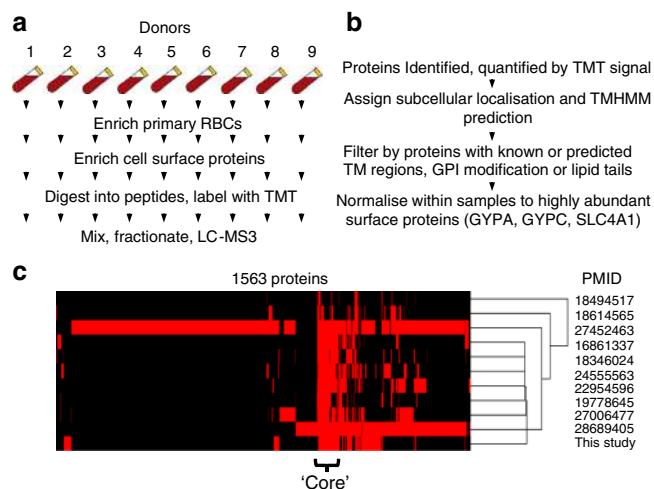 a
Donors
1 2 3 4 5 6 7 8 9
Enrich primary RBCs
Enrich cell surface proteins
Digest into peptides, label with TMT
Mix, fractionate, LC-MS3
b
Proteins Identified, quantified by TMT signal
Assign subcellular localisation and TMHMM
prediction
Filter by proteins with known or predicted
TM regions, GPI modification or lipid tails
Normalise within samples to highly abundant
surface proteins (GYPA, GYPC, SLC4A1)
c
1563 proteins
PMID
18494517
18614565
27452463
16861337
18346024
24555563
22954596
19778645
27006477
28689405
This study
'Core'